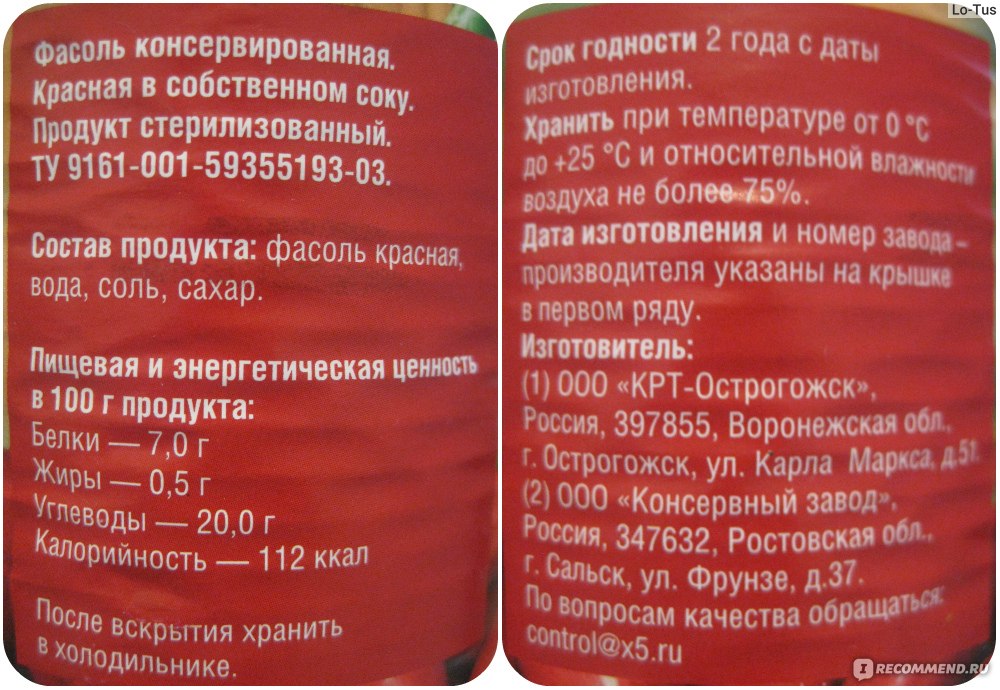 Фасоль консервированная.
Красная в собственном соку.
Продукт стерилизованный.
ТУ 9161-001-59355193-03.
Состав продукта: фасоль красная,
вода, соль, сахар.
Пищевая и энергетическая ценность
в 100 г продукта:
Белки — 7,0 г
Жиры — 0,5 г
Углеводы — 20,0 г
Калорийность — 112 ккал
После вскрытия хранить
в холодильнике.
Lo-Tus
Срок годности 2 года с даты
изготовления.
Хранить при температуре от 0 °C
до +25 °C и относительной влажности
воздуха не более 75%.
Дата изготовления и номер завода–
производителя указаны на крышке
в первом ряду.
Изготовитель:
(1) ООО «КРТ-Острогожск»,
Россия, 397855, Воронежская обл.,
г. Острогожск, ул. Карла Маркса, д.51.
(2) ООО «Консервный завод»,
Россия, 347632, Ростовская обл.,
г. Сальск, ул. Фрунзе, д.37.
По вопросам качества обращаться:
control@x5.ru
I RECOMMEND.RU